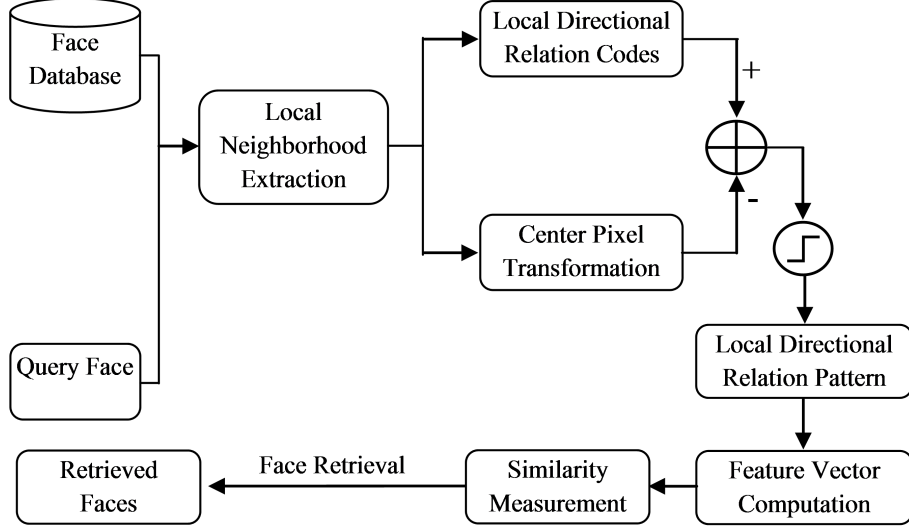 Face
Database
Local
Neighborhood
Extraction
Local Directional
Relation Codes
+
-
Center Pixel
Transformation
Query Face
Local Directional
Relation Pattern
Retrieved
Faces
Face Retrieval
Similarity
Measurement
Feature Vector
Computation